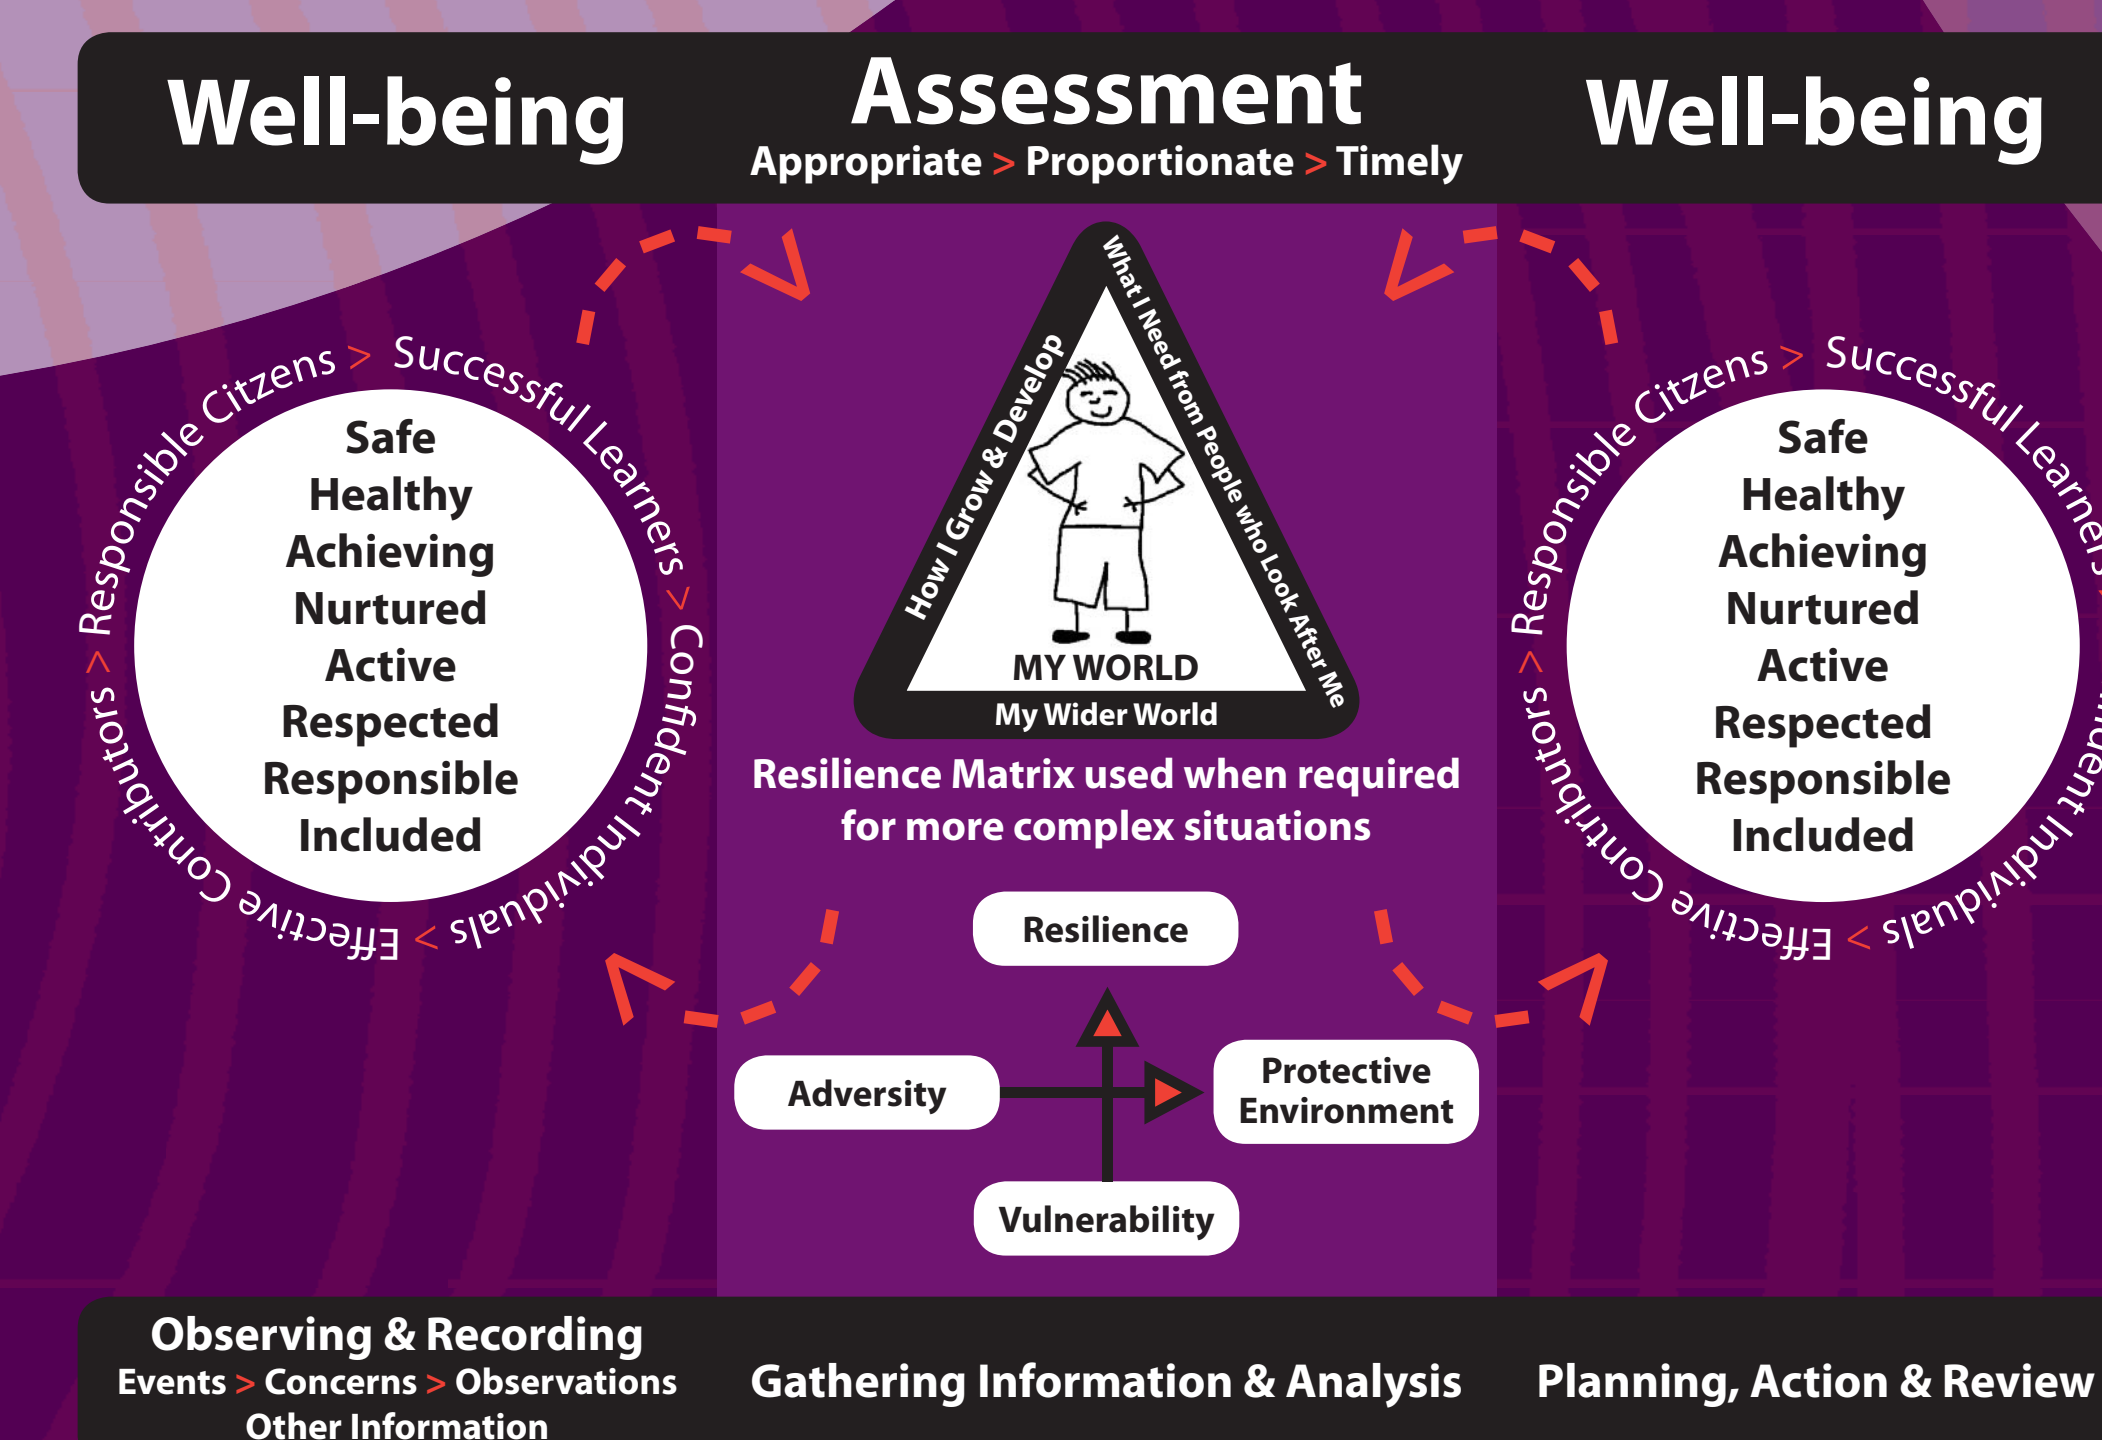 Well-being
Assessment
Appropriate > Proportionate > Timely
Well-being
Responsible Citzens > Successful Learners > Confident Individuals > Effective Contributors >
Safe
Healthy
Achieving
Nurtured
Active
Respected
Responsible
Included
How I Grow & Develop
What I Need from People who Look After Me
MY WORLD
My Wider World
Resilience Matrix used when required
for more complex situations
Resilience
Adversity
Protective
Environment
Vulnerability
Responsible Citzens > Successful Learners
Individuals > Effective Contributors >
Safe
Healthy
Achieving
Nurtured
Active
Respected
Responsible
Included
Observing & Recording
Events > Concerns > Observations
Other Information
Gathering Information & Analysis
Planning, Action & Review